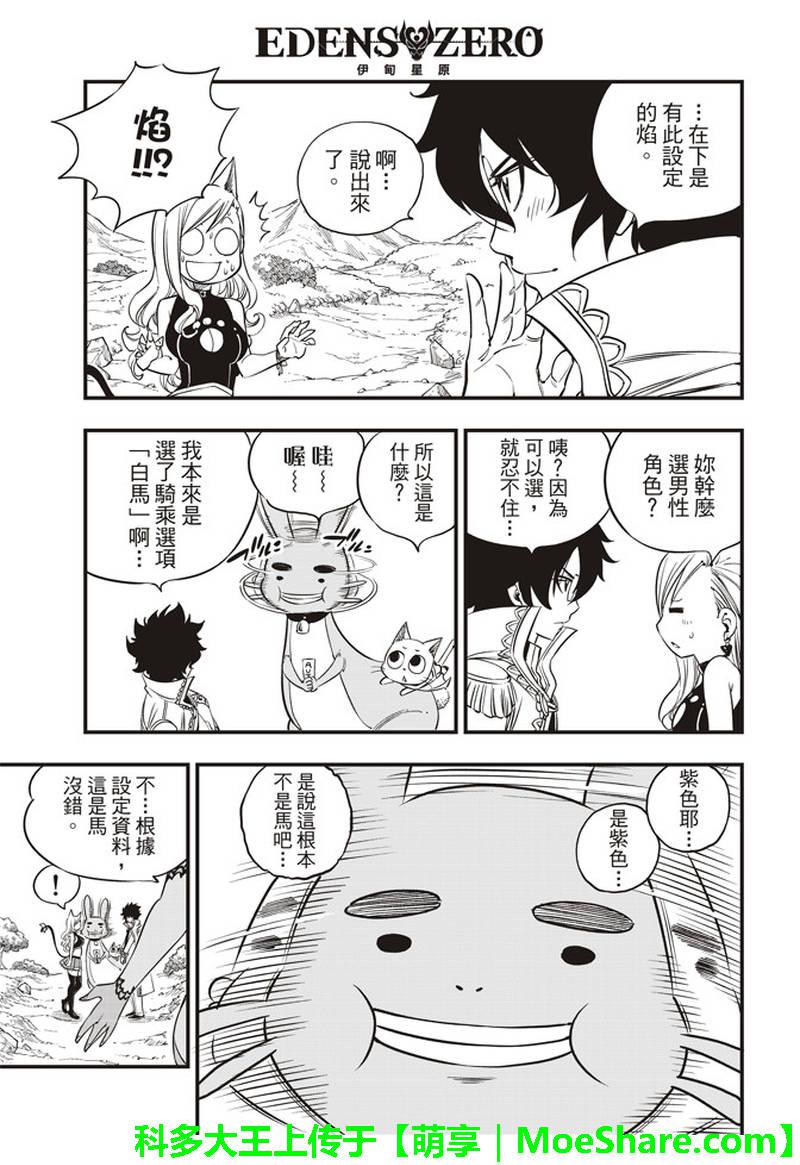 EDENS ZERO
伊甸星原
…在下是
有此設定
的焰。
啊…
說出來
了。
焰!!!?
妳幹麼
選男性
角色?
咦?因為
可以選,
就忍不住…
所以這是
什麼?
哇～
喔～
我本來是
選了騎乘選項
「白馬」啊…
紫色耶…
是紫色…
是說這根本
不是馬吧…
不…根據
設定資料,
這是馬
沒錯。
!
科多大王上传于【萌享 | MoeShare.com】